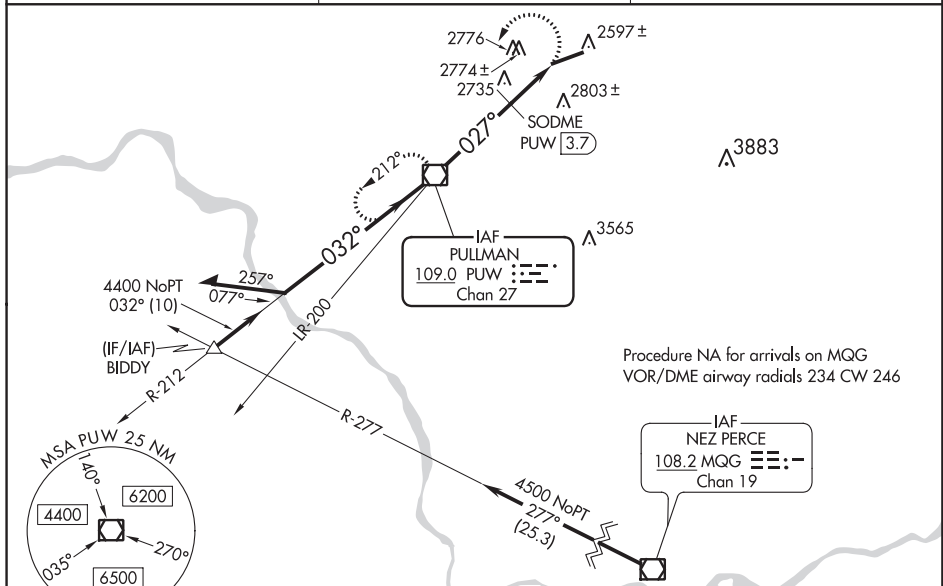 2776
2774 ±
2735
2597 ±
2803 ±
SODME
PUW 3.7
027°
3883
212°
032°
3565
IAF
PULLMAN
109.0 PUW
Chan 27
257°
077°
4400 NoPT
032° (10)
LR-200
(IF/IAF)
BIDDY
R-212
R-277
Procedure NA for arrivals on MQG
VOR/DME airway radials 234 CW 246
IAF
NEZ PERCE
108.2 MQG
Chan 19
4500 NoPT
277°
(25.3)
MSA PUW 25 NM
140°
6200
4400
270°
035°
6500